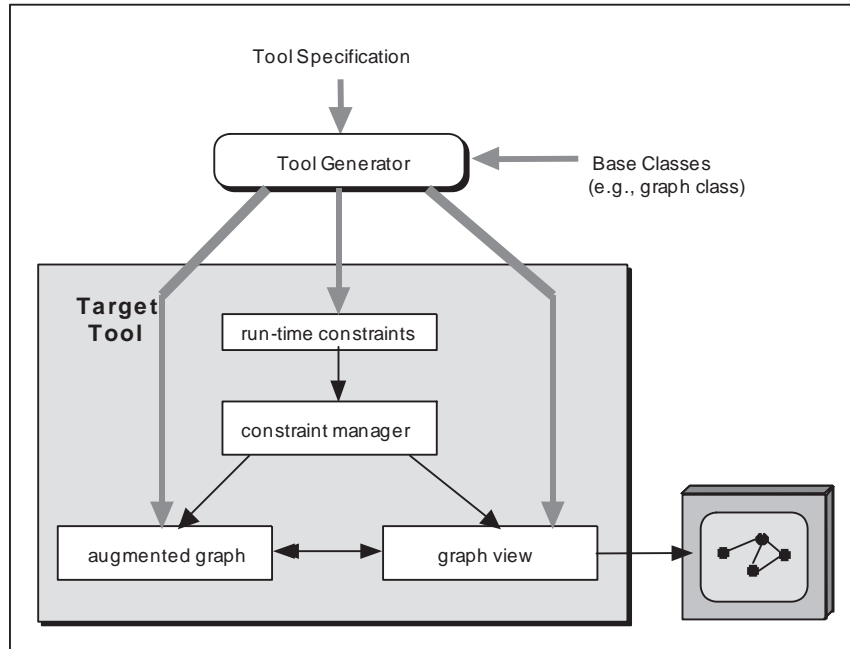 Tool Specification
Tool Generator
Base Classes
(e.g., graph class)
Target
Tool
run-time constraints
constraint manager
augmented graph
graph view